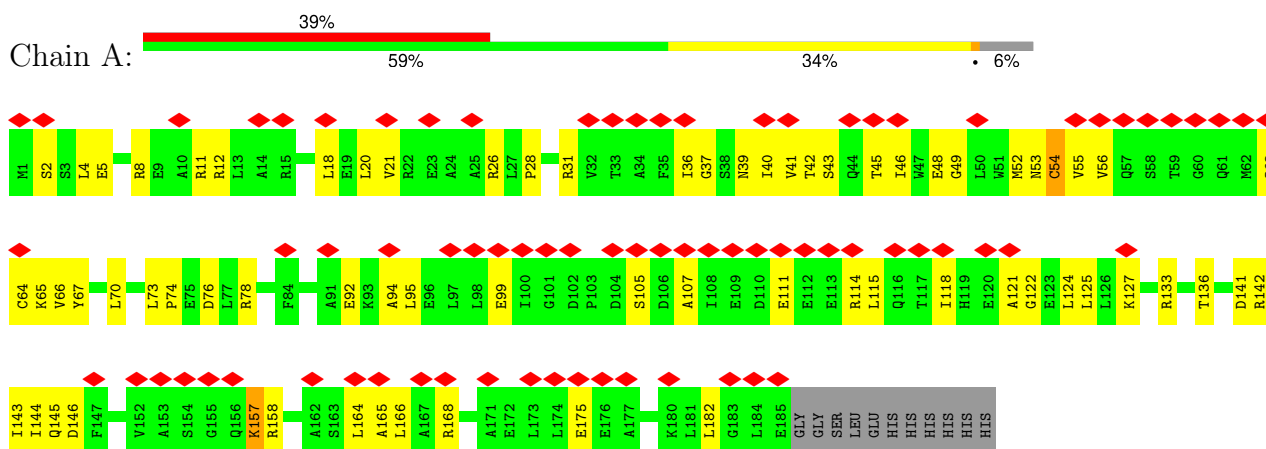 39%
Chain A:
59% 34% • 6%
M1 S2 S3 L4 E5 R8 E9 A10 R11 R12 L13 A14 R15 L18 E19 L20 V21 R22 E23 A24 A25 R26 L27 P28 R31 V32 T33 A34 F35 I36 G37 S38 N39 I40 V41 T42 S43 Q44 T45 I46 W47 E48 G49 L50 W51 M52 N53 C54 V55 V56 Q57 S58 T59 G60 Q61 M62
C64 K65 V66 Y67 L70 L73 P74 E75 D76 L77 R78 F84 A91 E92 K93 A94 L95 E96 L97 L98 E99 I100 G101 D102 P103 D104 S105 D106 A107 I108 E109 D110 E111 E112 E113 R114 L115 Q116 T117 I118 H119 E120 A121 G122 E123 L124 L125 L126 K127 R133 T136 D141 R142
I143 I144 Q145 D146 F147 V152 A153 S154 G155 Q156 K157 R158 A162 S163 L164 A165 L166 A167 R168 A171 E172 L173 L174 E175 E176 A177 K180 L181 L182 G183 L184 E185 GLY GLY SER LEU GLU HIS HIS HIS HIS HIS HIS